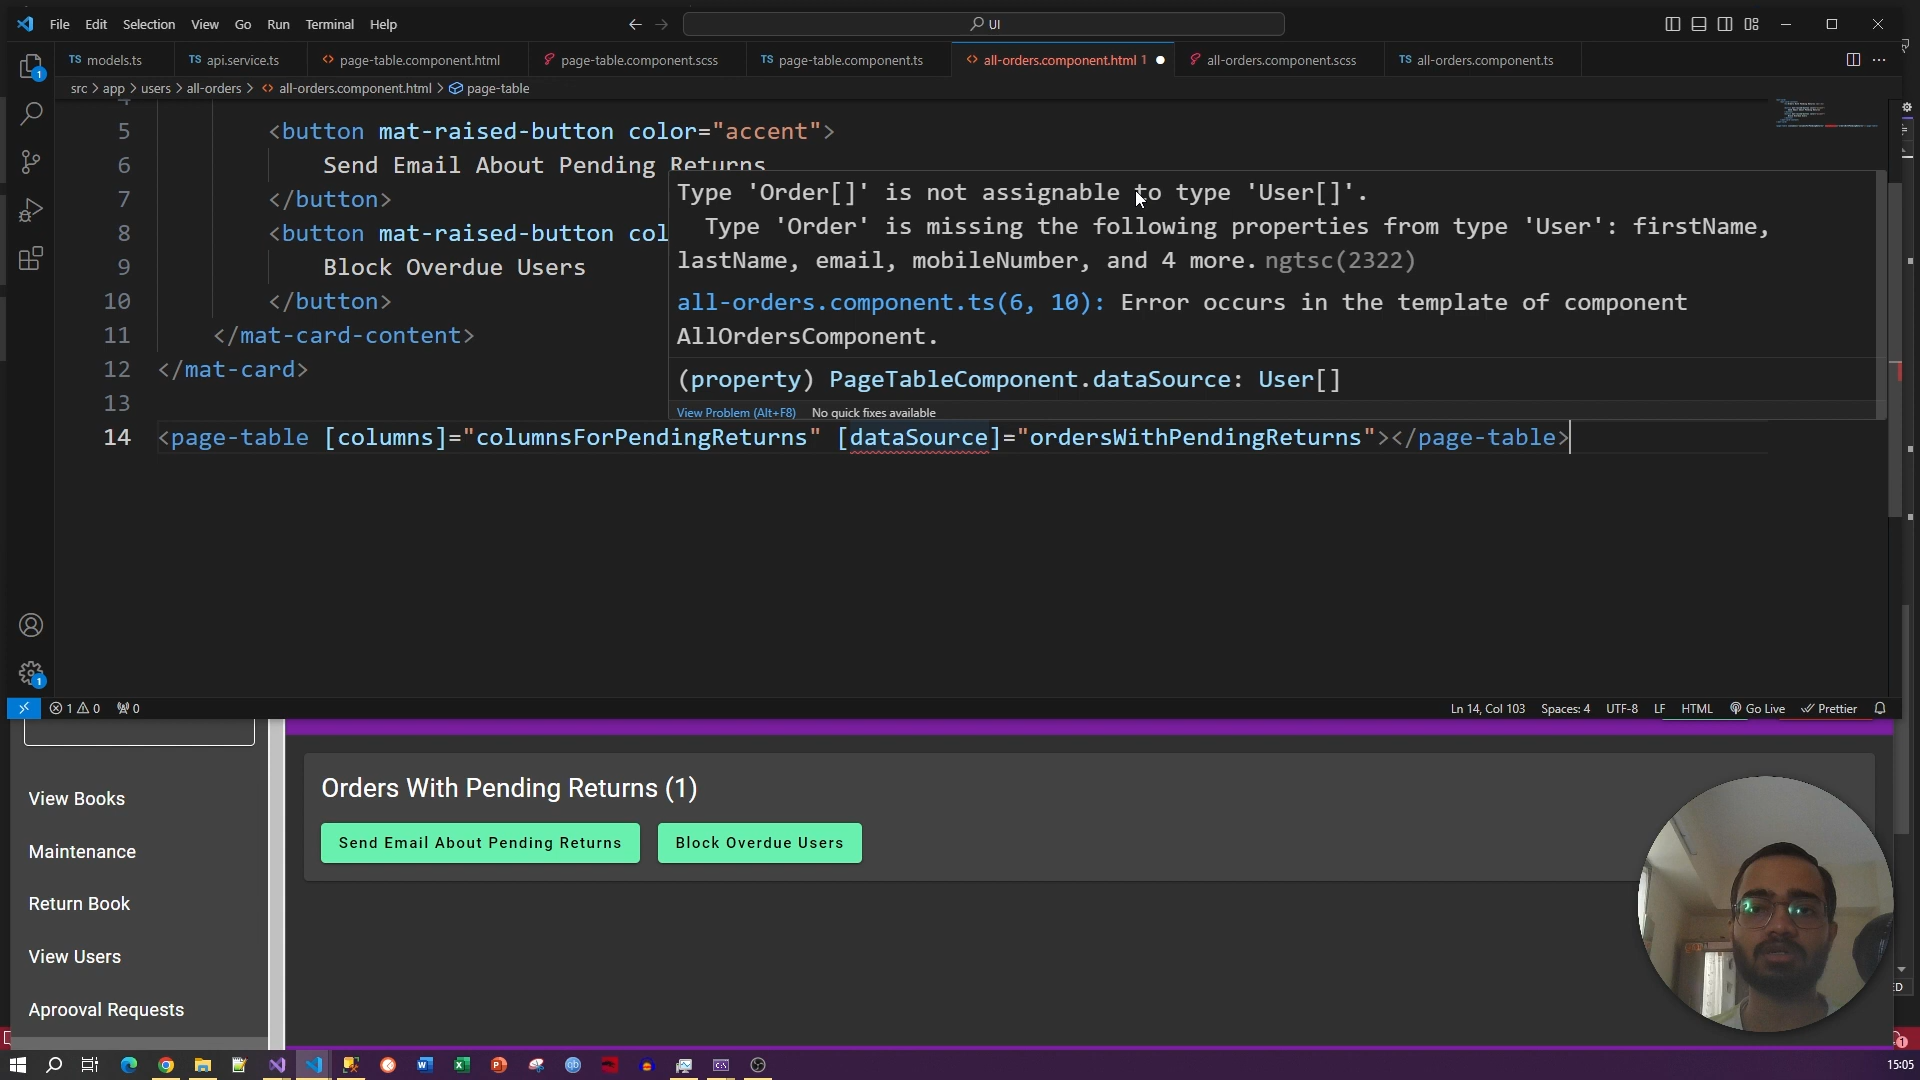 File Edit Selection View Go Run Terminal Help
UI
TS models.ts TS api.service.ts page-table.component.html page-table.component.scss TS page-table.component.ts all-orders.component.html 1 all-orders.component.scss TS all-orders.component.ts
src > app > users > all-orders > all-orders.component.html > page-table
5 <button mat-raised-button color="accent">
6 Send Email About Pending Returns
7 </button>
8 <button mat-raised-button col
9 Block Overdue Users
10 </button>
11 </mat-card-content>
12 </mat-card>
13
14 <page-table [columns]="columnsForPendingReturns" [dataSource]="ordersWithPendingReturns"></page-table>
Type 'Order[]' is not assignable to type 'User[]'.
Type 'Order' is missing the following properties from type 'User': firstName,
lastName, email, mobileNumber, and 4 more. ngtsc(2322)
all-orders.component.ts(6, 10): Error occurs in the template of component
AllOrdersComponent.
(property) PageTableComponent.dataSource: User[]
View Problem (Alt+F8) No quick fixes available
1 0 0
Ln 14, Col 103 Spaces: 4 UTF-8 LF HTML Go Live Prettier
View Books
Maintenance
Return Book
View Users
Aprooval Requests
Orders With Pending Returns (1)
Send Email About Pending Returns Block Overdue Users
15:05